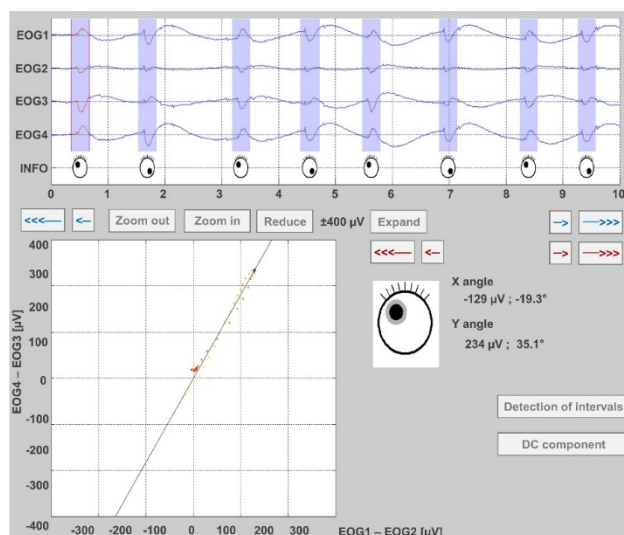 EOG1
EOG2
EOG3
EOG4
INFO
0 1 2 3 4 5 6 7 8 9 10
<<<— <- Zoom out Zoom in Reduce ±400 µV Expand —> —>>>
<<<— <- —> —>>>
400
300
200
100
0
-100
-200
-300
-400
EOG4 – EOG3 [µV]
-300 -200 -100 0 100 200 300
EOG1 – EOG2 [uV]
X angle
-129 µV ; -19.3°
Y angle
234 µV ; 35.1°
Detection of intervals
DC component